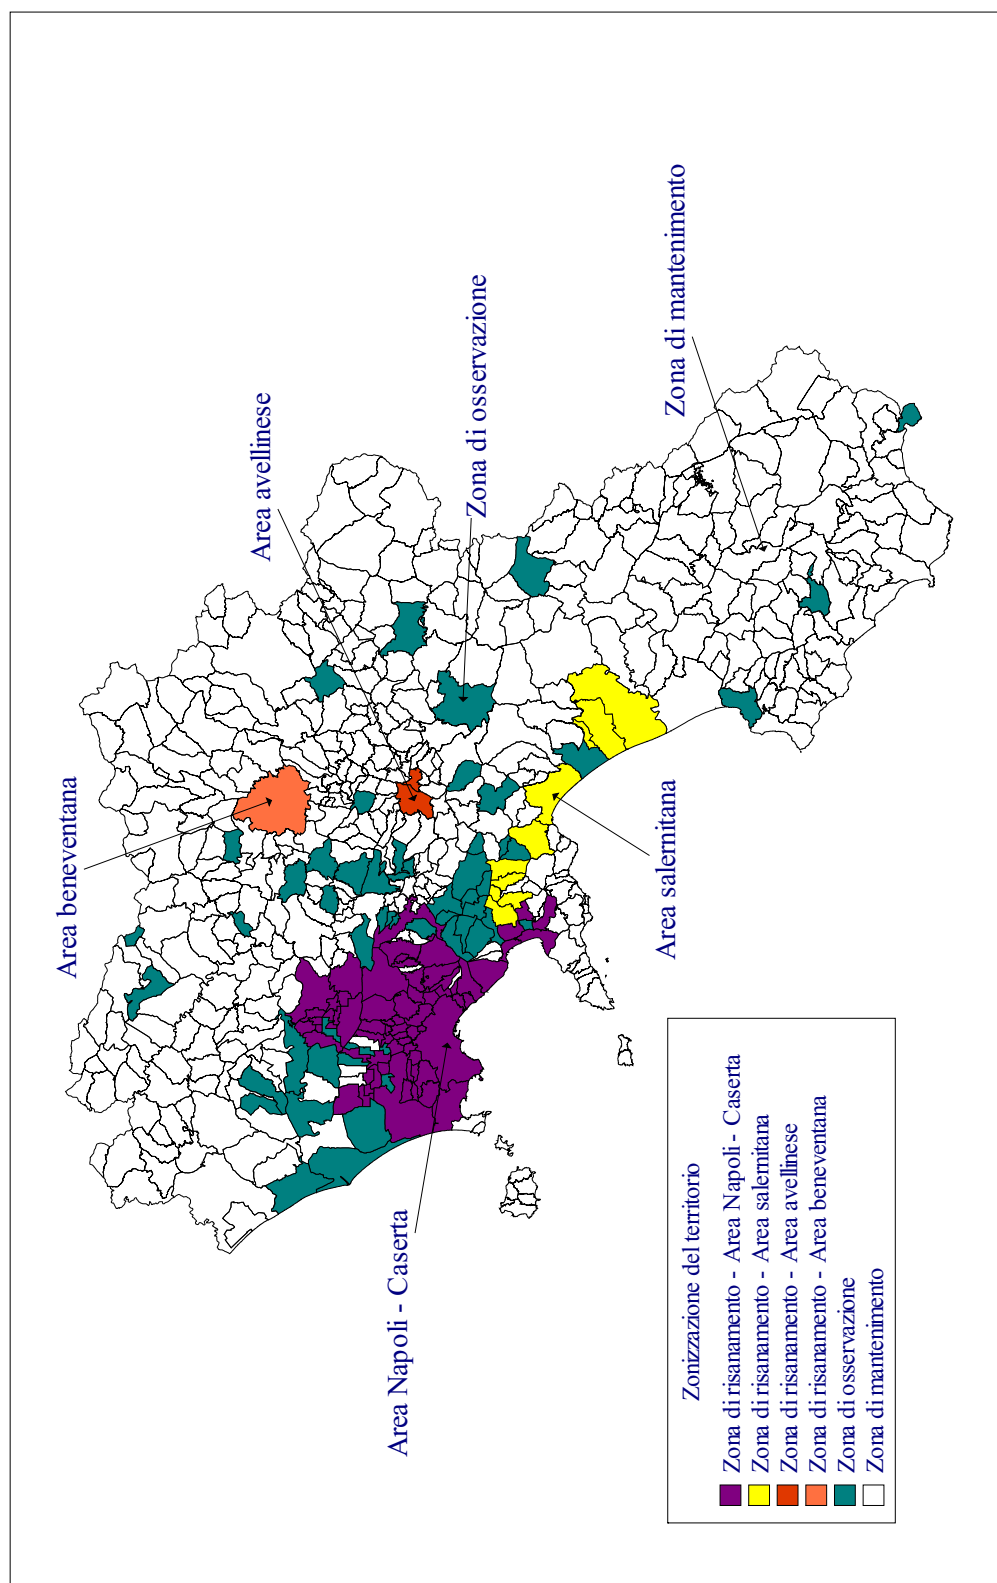 Area beneventana
Area avellinese
Zona di osservazione
Zona di mantenimento
Area salernitana
Area Napoli - Caserta
Zonizzazione del territorio
Zona di risanamento - Area Napoli - Caserta
Zona di risanamento - Area salernitana
Zona di risanamento - Area avellinese
Zona di risanamento - Area beneventana
Zona di osservazione
Zona di mantenimento